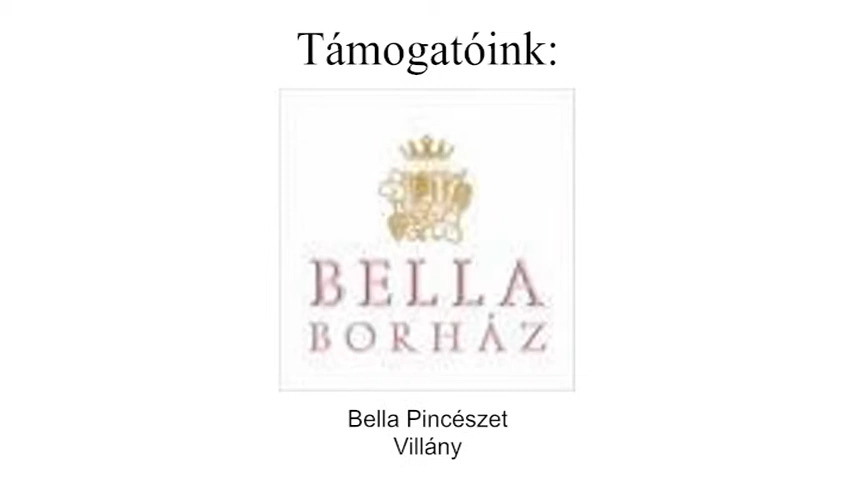 Támogatóink:
BELLA
BORHÁZ
Bella Pincészet
Villány